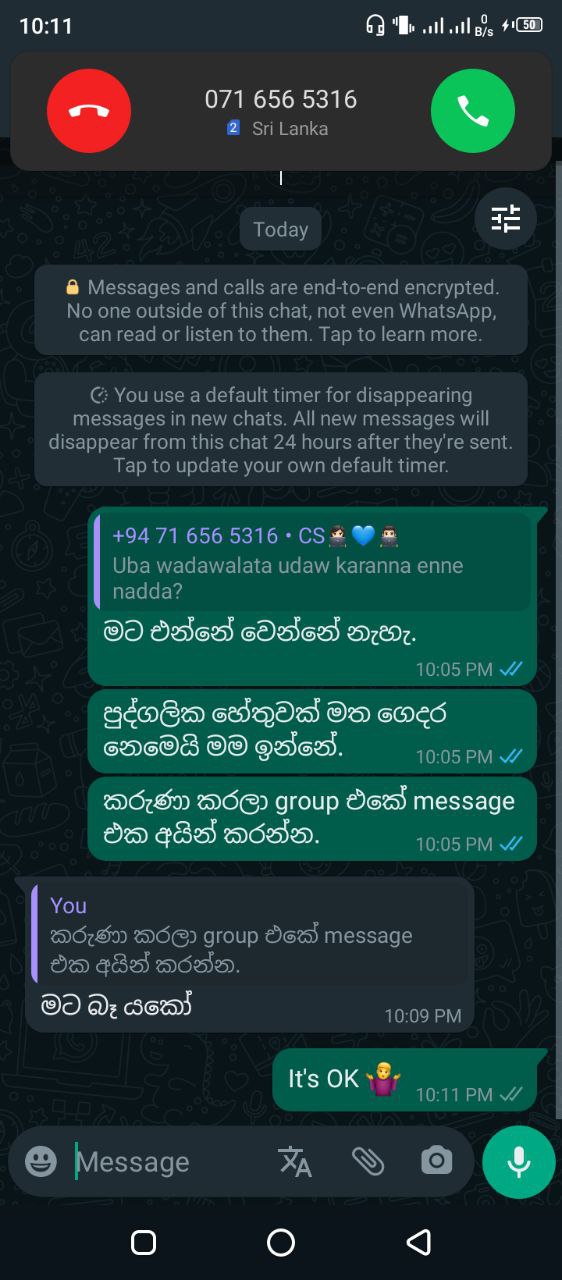 10:11
0
B/s
50
071 656 5316
2 Sri Lanka
Today
Messages and calls are end-to-end encrypted.
No one outside of this chat, not even WhatsApp,
can read or listen to them. Tap to learn more.
You use a default timer for disappearing
messages in new chats. All new messages will
disappear from this chat 24 hours after they're sent.
Tap to update your own default timer.
+94 71 656 5316 • CS👩🏻‍💻💙👨🏻‍💻
Uba wadawalata udaw karanna enne
nadda?
මට එන්නේ වෙන්නේ නැහැ.
10:05 PM
පුද්ගලික හේතුවක් මත ගෙදර
නෙමෙයි මම ඉන්නේ.
10:05 PM
කරුණා කරලා group එකේ message
එක අයින් කරන්න.
10:05 PM
You
කරුණා කරලා group එකේ message
එක අයින් කරන්න.
මට බෑ යකෝ
10:09 PM
It's OK 🤷‍♂️
10:11 PM
Message